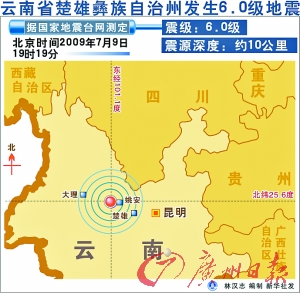 云南省楚雄彝族自治州发生6.0级地震
据国家地震台网测定
北京时间2009年7月9日
19时19分
震级:6.0级
震源深度:约10公里
西藏
自治区
东经101.1度
四川
重庆
北
贵州
北纬25.6度
大理
姚安
楚雄
昆明
云南
广西壮
自治区
广州日报
林汉志 编制 新华社发